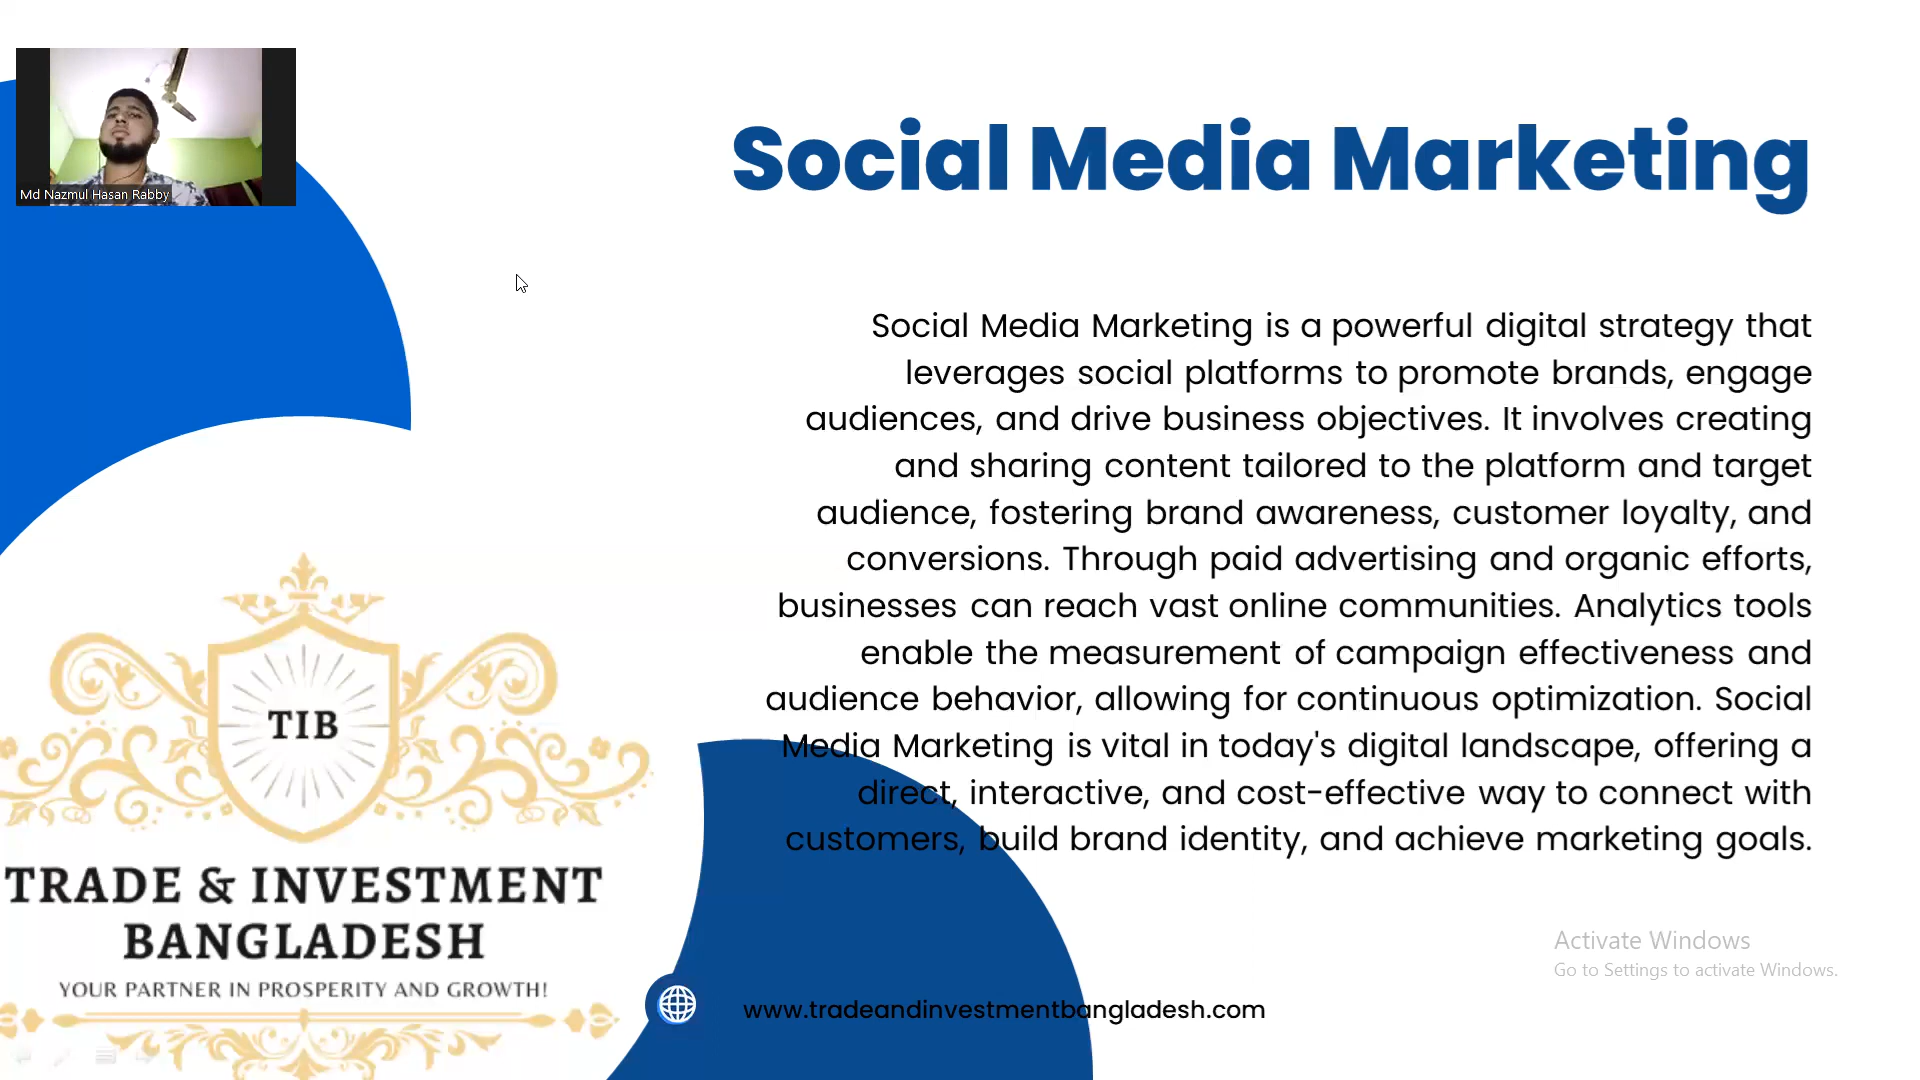 Md Nazmul Hasan Rabby
Social Media Marketing
Social Media Marketing is a powerful digital strategy that
leverages social platforms to promote brands, engage
audiences, and drive business objectives. It involves creating
and sharing content tailored to the platform and target
audience, fostering brand awareness, customer loyalty, and
conversions. Through paid advertising and organic efforts,
businesses can reach vast online communities. Analytics tools
enable the measurement of campaign effectiveness and
audience behavior, allowing for continuous optimization. Social
Media Marketing is vital in today's digital landscape, offering a
direct, interactive, and cost-effective way to connect with
customers, build brand identity, and achieve marketing goals.
TIB
TRADE & INVESTMENT
BANGLADESH
YOUR PARTNER IN PROSPERITY AND GROWTH!
www.tradeandinvestmentbangladesh.com
Activate Windows
Go to Settings to activate Windows.